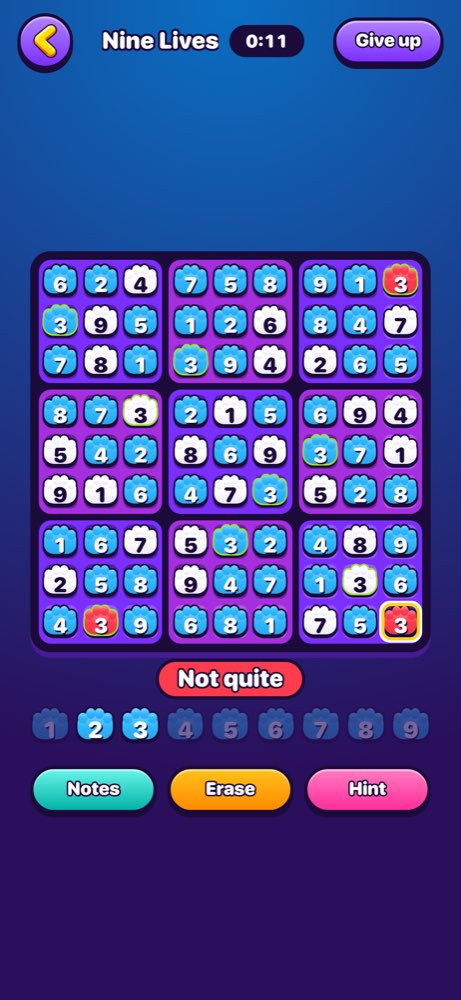 Nine Lives 0:11 Give up
6 2 4 7 5 8 9 1 3
3 9 5 1 2 6 8 4 7
7 8 1 3 9 4 2 6 5
8 7 3 2 1 5 6 9 4
5 4 2 8 6 9 3 7 1
9 1 6 4 7 3 5 2 8
1 6 7 5 3 2 4 8 9
2 5 8 9 4 7 1 3 6
4 3 9 6 8 1 7 5 3
Not quite
1 2 3 4 5 6 7 8 9
Notes Erase Hint